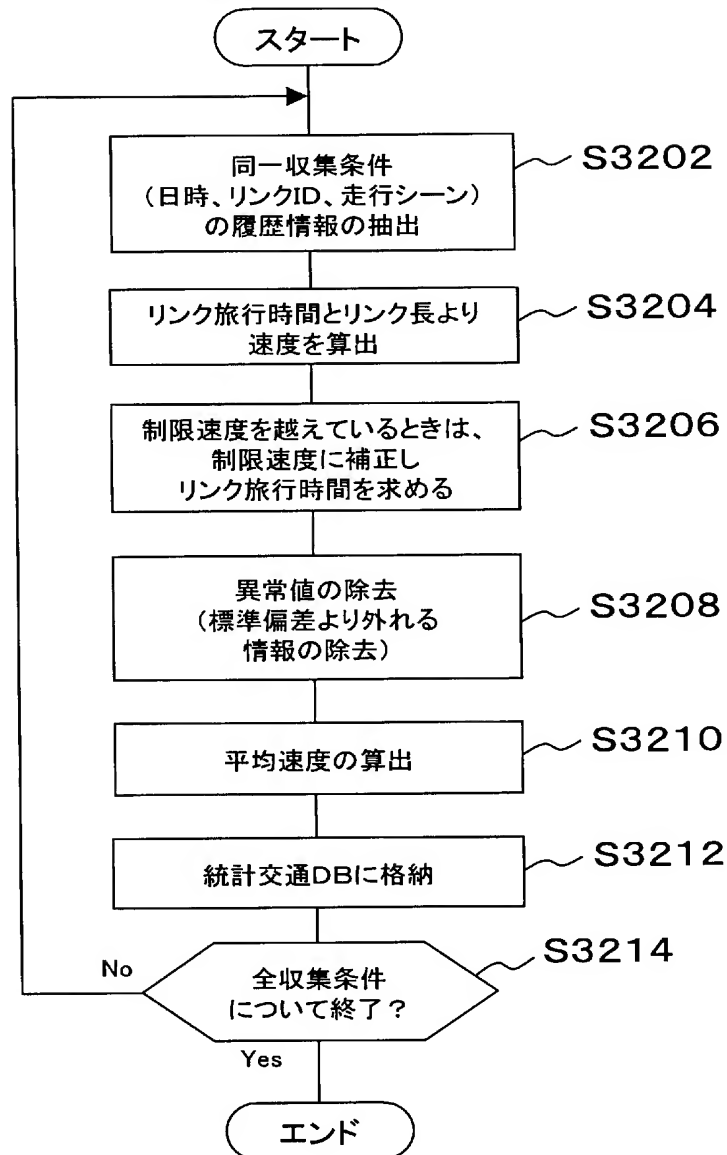 スタート
同一収集条件
(日時、リンクID、走行シーン)
の履歴情報の抽出
S3202
リンク旅行時間とリンク長より
速度を算出
S3204
制限速度を越えているときは、
制限速度に補正し
リンク旅行時間を求める
S3206
異常値の除去
(標準偏差より外れる
情報の除去)
S3208
平均速度の算出
S3210
統計交通DBに格納
S3212
全収集条件
について終了?
S3214
No
Yes
エンド